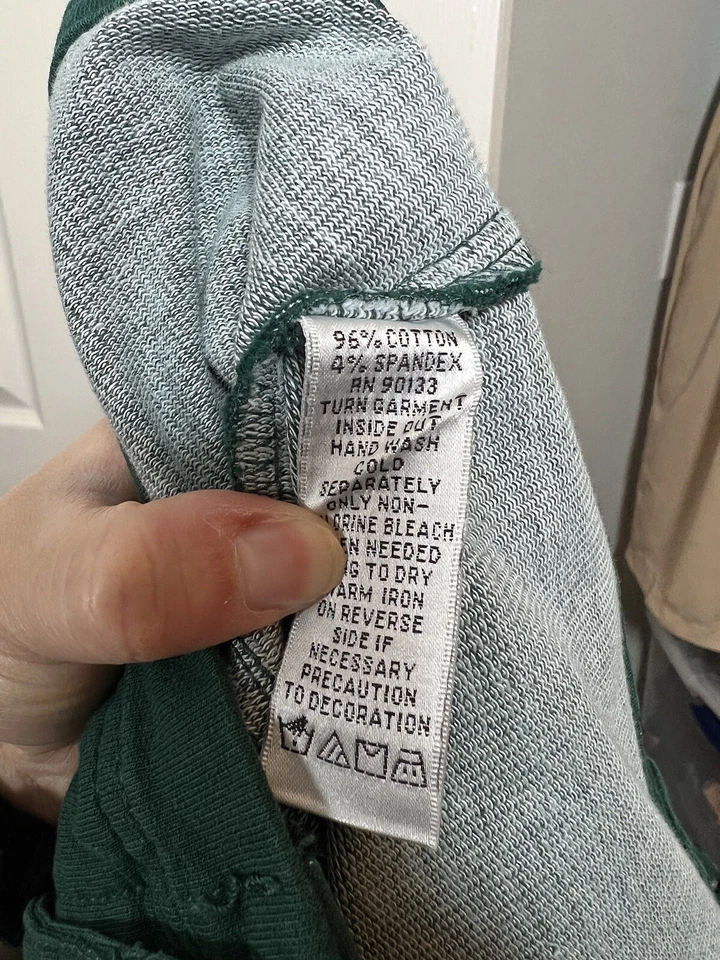 96% COTTON
4% SPANDEX
RN 90133
TURN GARMENT
INSIDE OUT
HAND WASH
COLD
SEPARATELY
ONLY NON-
BLEACH
NEEDED
TO DRY
IRON
ON REVERSE
SIDE IF
NECESSARY
PRECAUTION
TO DECORATION